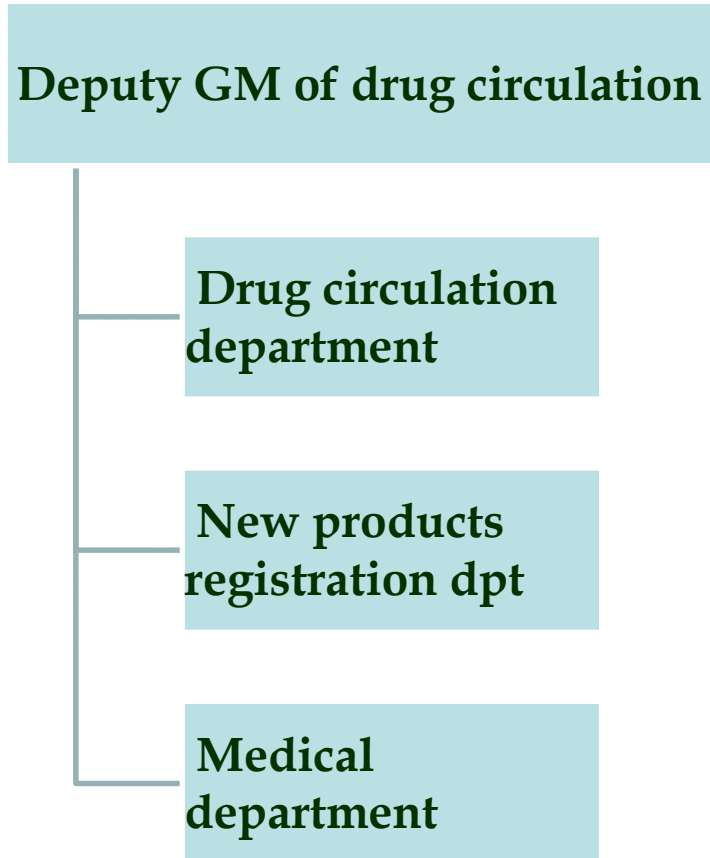 Deputy GM of drug circulation
Drug circulation
department
New products
registration dpt
Medical
department